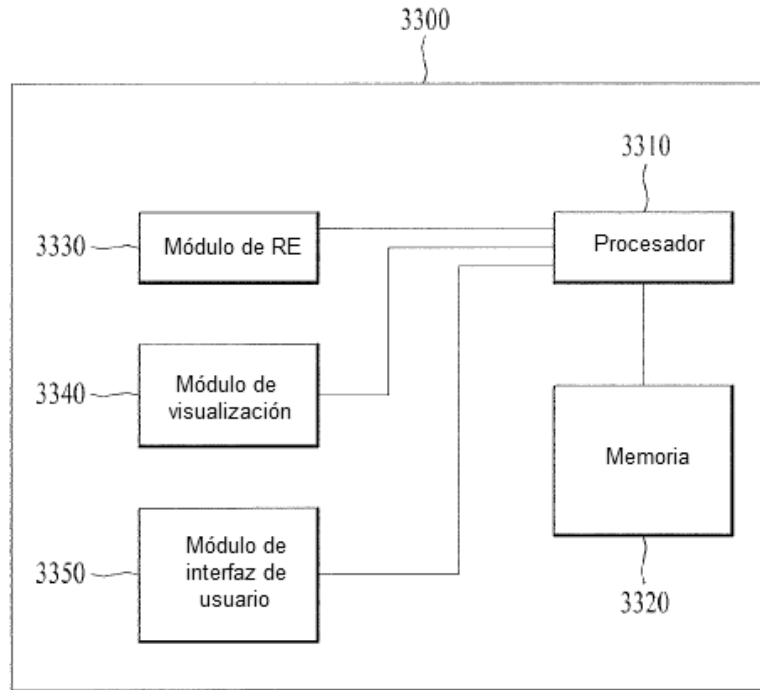 3300
3310
3330
Módulo de RE
Procesador
3340
Módulo de
visualización
Memoria
3350
Módulo de
interfaz de
usuario
3320